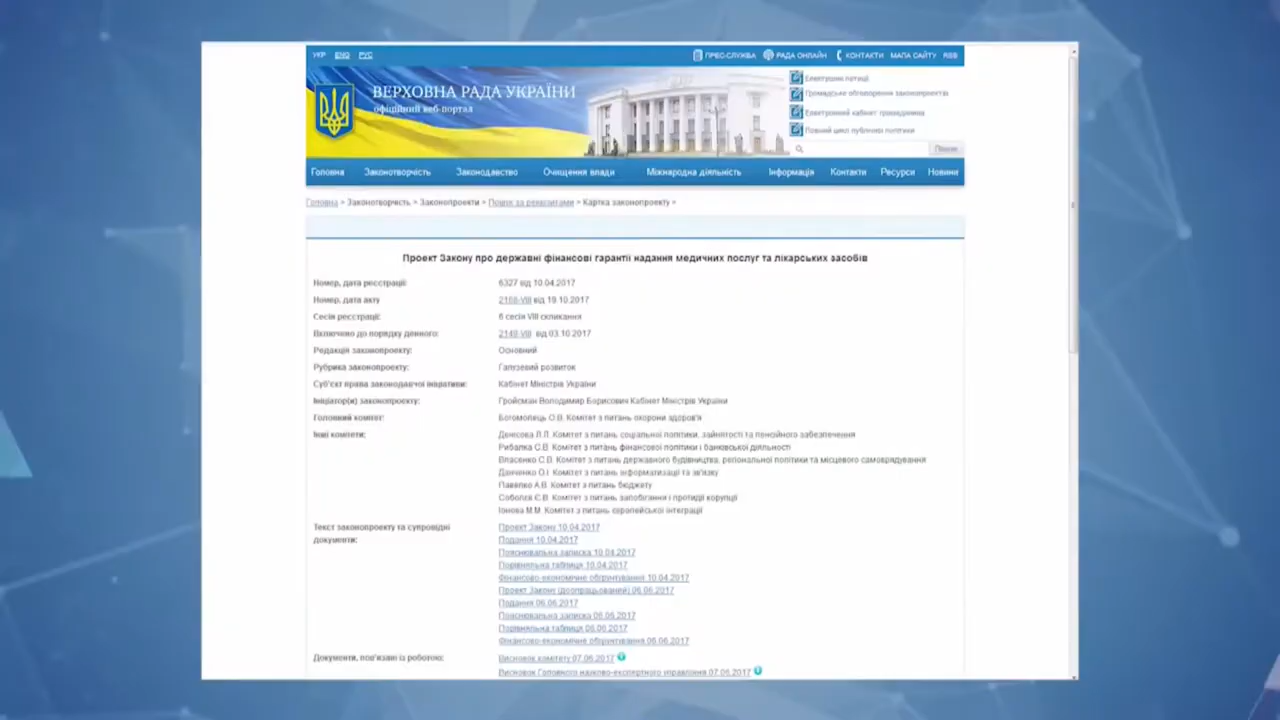 УКР ENG РУС
ПРЕС-СЛУЖБА РАДА ОНЛАЙН КОНТАКТИ МАПА САЙТУ RSS
ВЕРХОВНА РАДА УКРАЇНИ
офіційний веб-портал
Електронні петиції
Громадське обговорення законопроектів
Електронний кабінет громадянина
Повний цикл публічної політики
Пошук
Головна Законотворчість Законодавство Очищення влади Міжнародна діяльність Інформація Контакти Ресурси Новини
Головна > Законотворчість > Законопроекти > Пошук за реквізитами > Картка законопроекту >
Проект Закону про державні фінансові гарантії надання медичних послуг та лікарських засобів
Номер, дата реєстрації: 6327 від 10.04.2017
Номер, дата акту 2168-VIII від 19.10.2017
Сесія реєстрації: 6 сесія VIII скликання
Включено до порядку денного: 2149-VIII від 03.10.2017
Редакція законопроекту: Основний
Рубрика законопроекту: Галузевий розвиток
Суб'єкт права законодавчої ініціативи: Кабінет Міністрів України
Ініціатор(и) законопроекту: Гройсман Володимир Борисович Кабінет Міністрів України
Головний комітет: Богомолець О.В. Комітет з питань охорони здоров'я
Інші комітети: Денісова Л.Л. Комітет з питань соціальної політики, зайнятості та пенсійного забезпечення
Рибалка С.В. Комітет з питань фінансової політики і банківської діяльності
Власенко С.В. Комітет з питань державного будівництва, регіональної політики та місцевого самоврядування
Данченко О.І. Комітет з питань інформатизації та зв'язку
Павелко А.В. Комітет з питань бюджету
Соболєв Є.В. Комітет з питань запобігання і протидії корупції
Іонова М.М. Комітет з питань європейської інтеграції
Текст законопроекту та супровідні документи: Проект Закону 10.04.2017
Подання 10.04.2017
Пояснювальна записка 10.04.2017
Порівняльна таблиця 10.04.2017
Фінансово-економічне обґрунтування 10.04.2017
Проект Закону (доопрацьований) 06.06.2017
Подання 06.06.2017
Пояснювальна записка 06.06.2017
Порівняльна таблиця 06.06.2017
Фінансово-економічне обґрунтування 06.06.2017
Документи, пов'язані із роботою: Висновок комітету 07.06.2017
Висновок Головного науково-експертного управління 07.06.2017